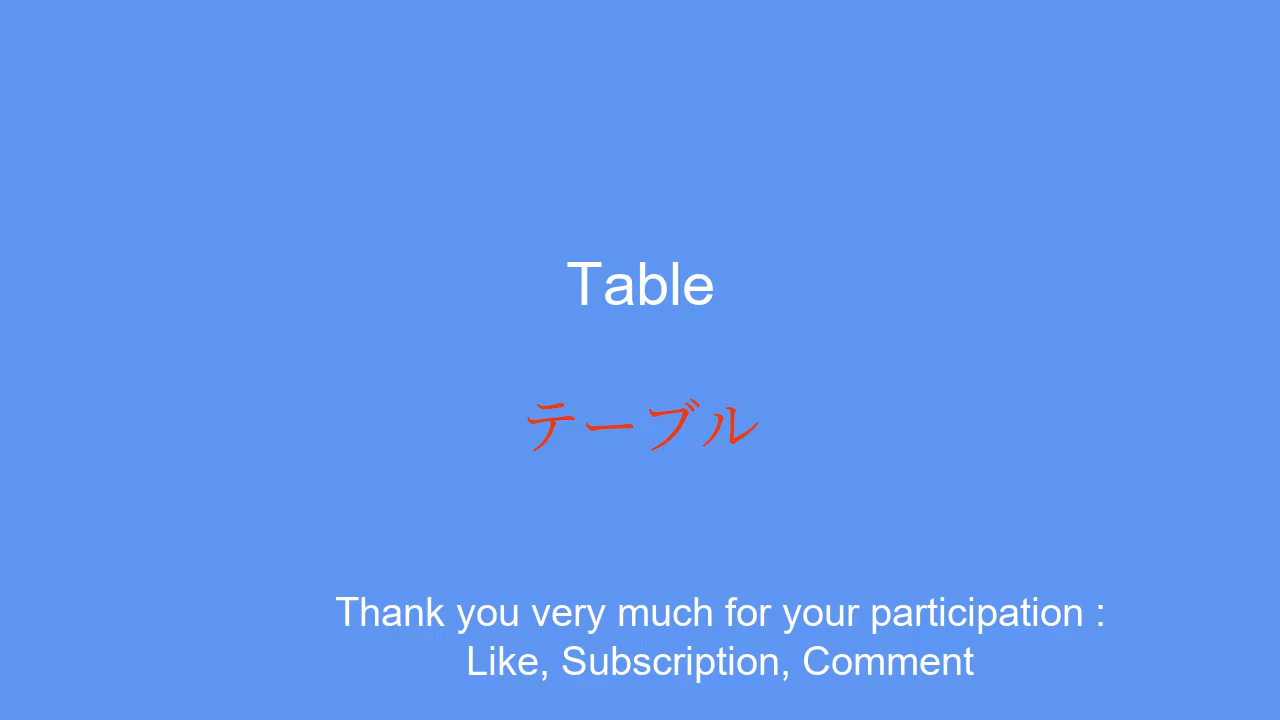 Table
テーブル
Thank you very much for your participation :
Like, Subscription, Comment